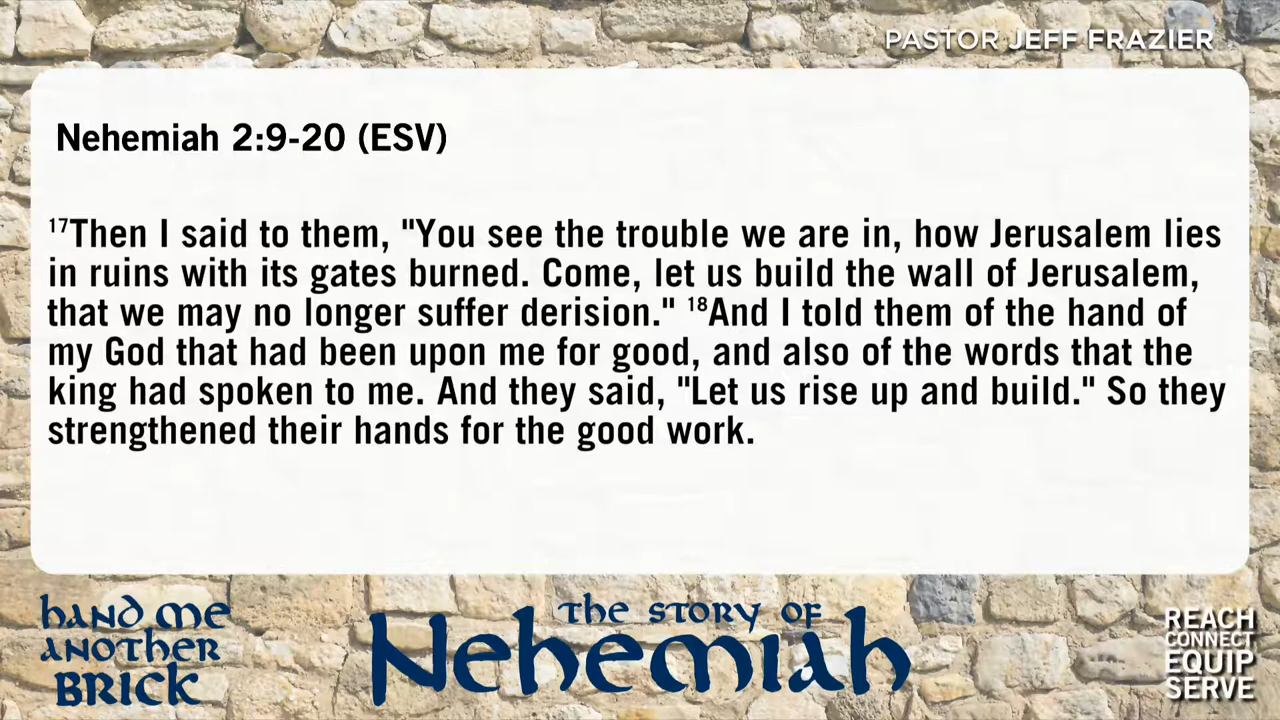 PASTOR JEFF FRAZIER
Nehemiah 2:9-20 (ESV)
17Then I said to them, "You see the trouble we are in, how Jerusalem lies
in ruins with its gates burned. Come, let us build the wall of Jerusalem,
that we may no longer suffer derision." 18And I told them of the hand of
my God that had been upon me for good, and also of the words that the
king had spoken to me. And they said, "Let us rise up and build." So they
strengthened their hands for the good work.
hand me
another
BRICK
the story of
Nehemiah
REACH
CONNECT
EQUIP
SERVE